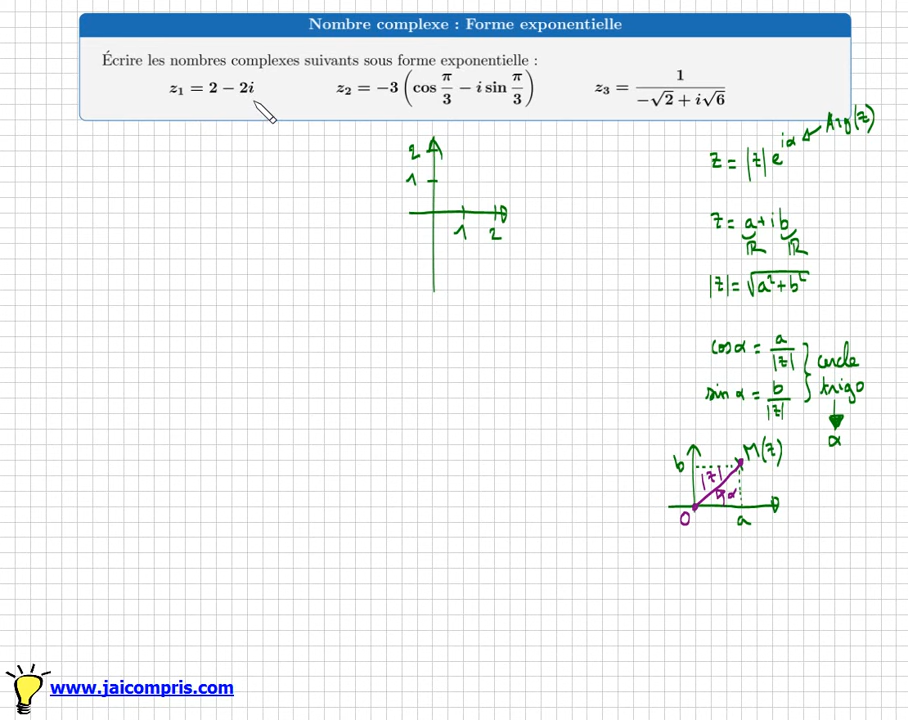 Nombre complexe : Forme exponentielle
Écrire les nombres complexes suivants sous forme exponentielle :
z₁ = 2 − 2i    z₂ = −3 (cos π/3 − i sin π/3)    z₃ = 1/(−√2 + i√6)
z = |z| e^{iα} ← Arg(z)
2
1
1 2
z = a + ib
ℝ ℝ
|z| = √(a² + b²)
cos α = a/|z|
sin α = b/|z|
} cercle
trigo
↓
α
b M(z)
|z|
α
O a
www.jaicompris.com